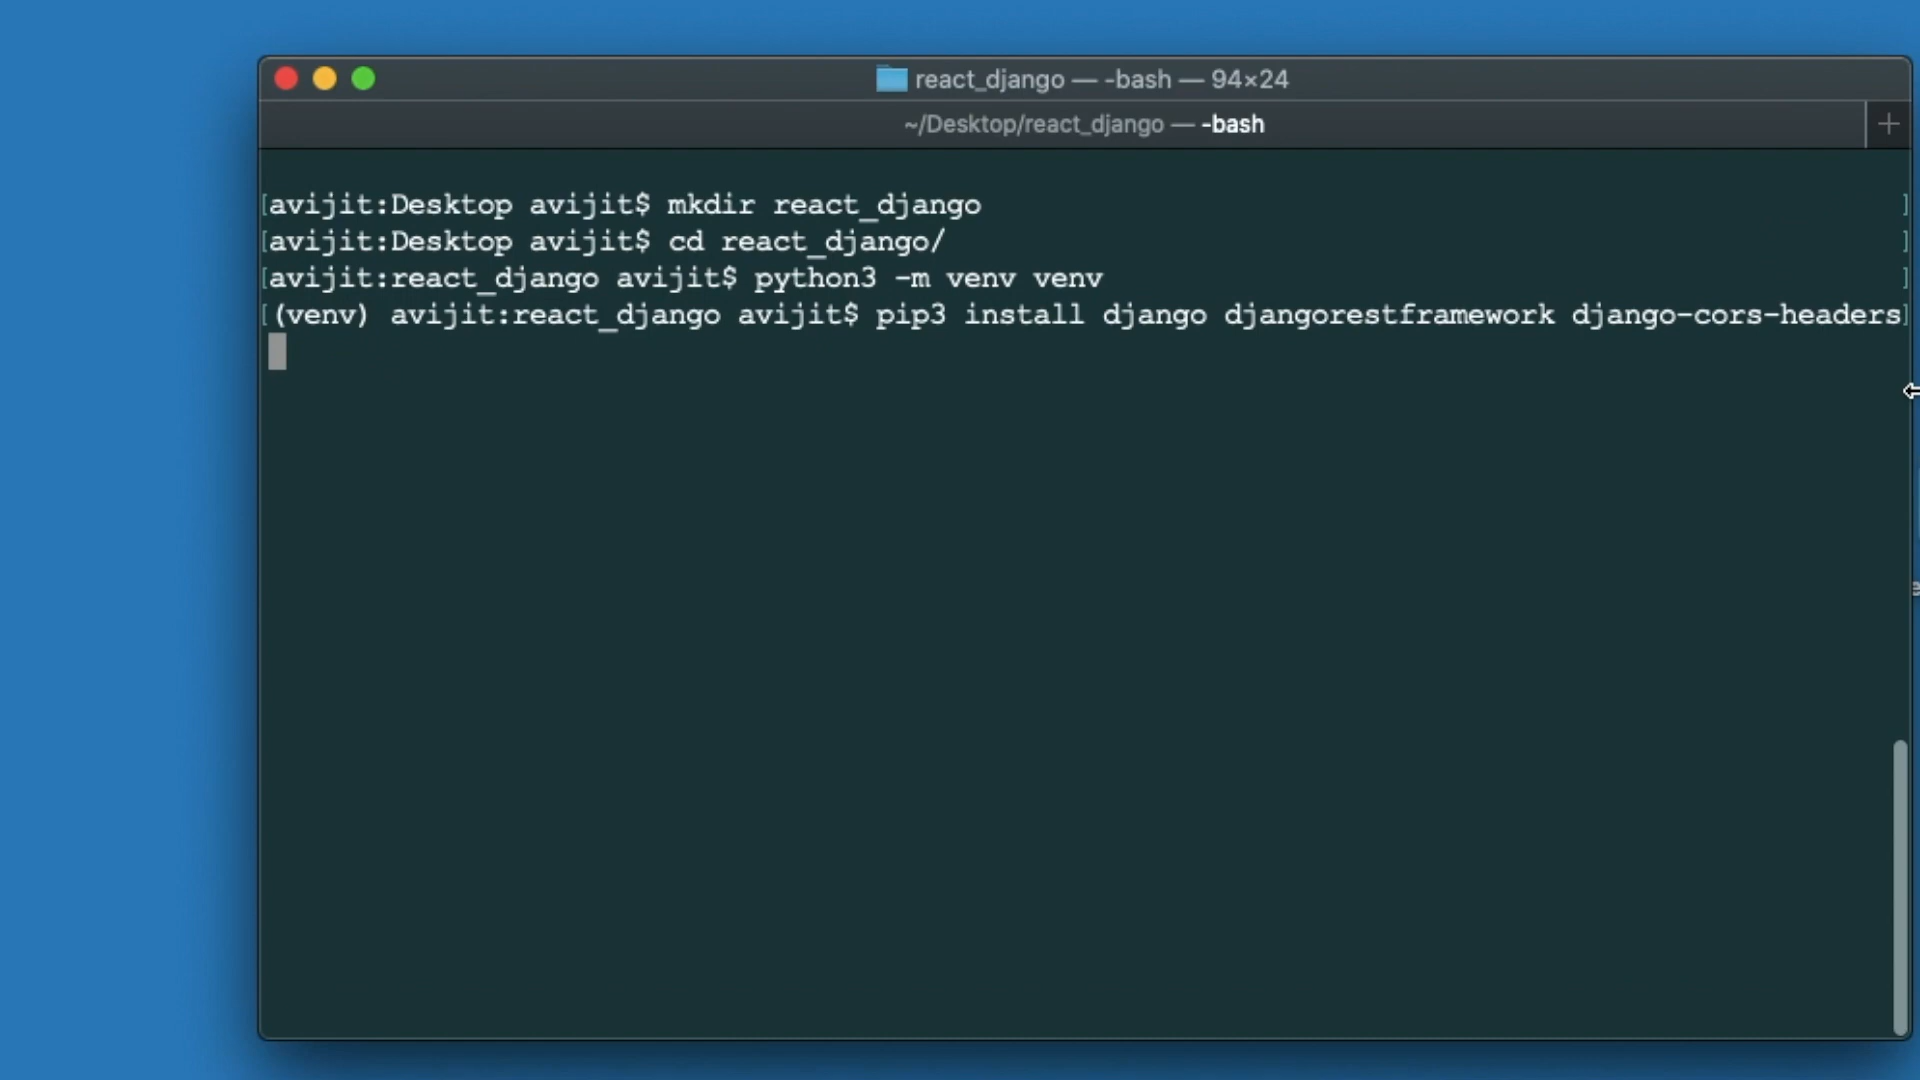 react_django — -bash — 94×24
~/Desktop/react_django — -bash
[avijit:Desktop avijit$ mkdir react_django ]
[avijit:Desktop avijit$ cd react_django/ ]
[avijit:react_django avijit$ python3 -m venv venv ]
[(venv) avijit:react_django avijit$ pip3 install django djangorestframework django-cors-headers]